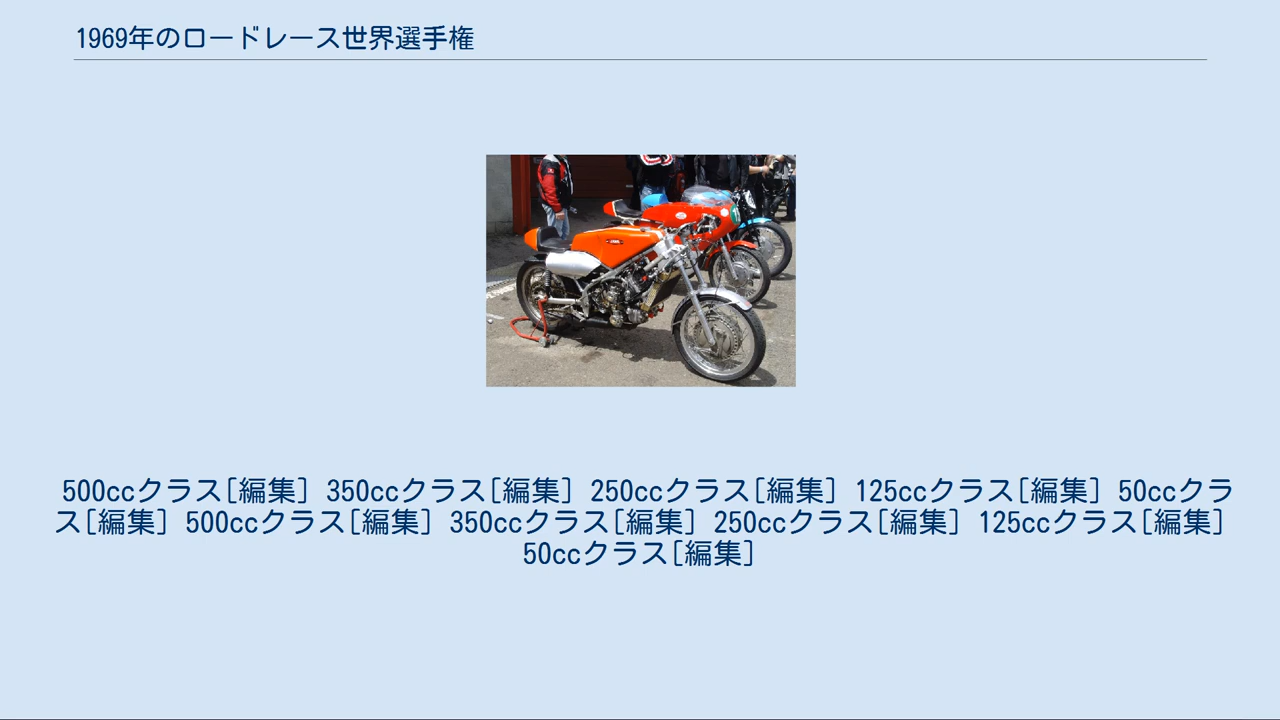 1969年のロードレース世界選手権
500ccクラス[編集] 350ccクラス[編集] 250ccクラス[編集] 125ccクラス[編集] 50ccクラ
ス[編集] 500ccクラス[編集] 350ccクラス[編集] 250ccクラス[編集] 125ccクラス[編集]
50ccクラス[編集]